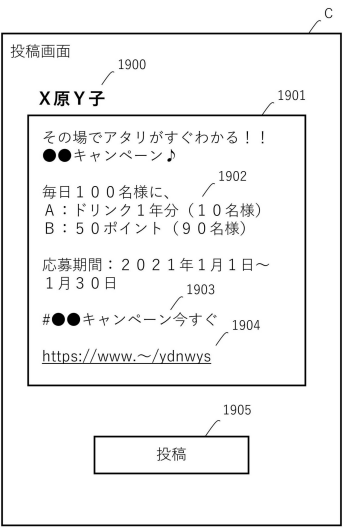 C
投稿画面
1900
X原Y子
1901
その場でアタリがすぐわかる！！
●●キャンペーン♪
1902
毎日１００名様に、
Ａ：ドリンク１年分（１０名様）
Ｂ：５０ポイント（９０名様）
応募期間：２０２１年１月１日～
１月３０日
1903
#●●キャンペーン今すぐ
1904
https://www.～/ydnwys
1905
投稿